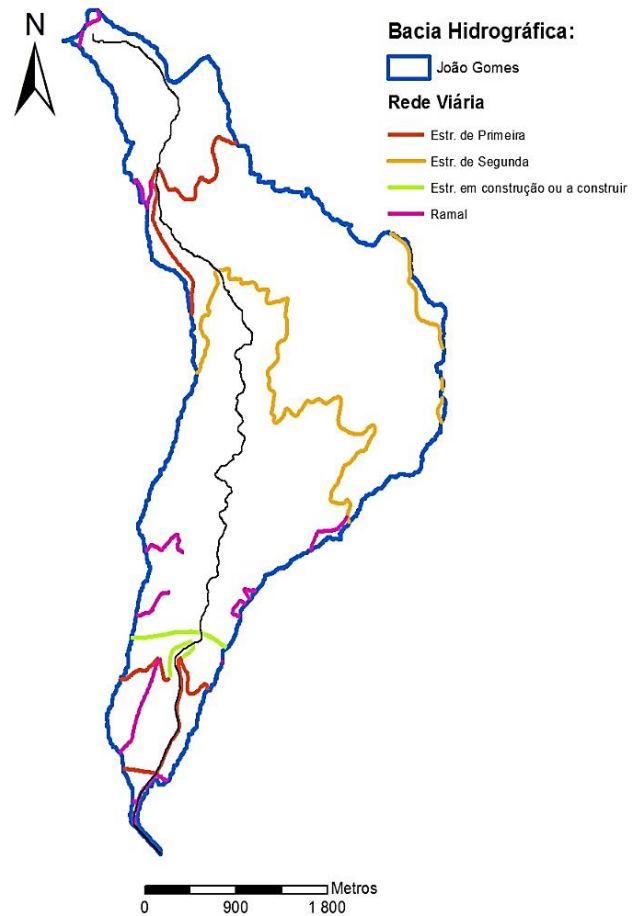 N
Bacia Hidrográfica:
João Gomes
Rede Viária
Estr. de Primeira
Estr. de Segunda
Estr. em construção ou a construir
Ramal
Metros
0 900 1 800